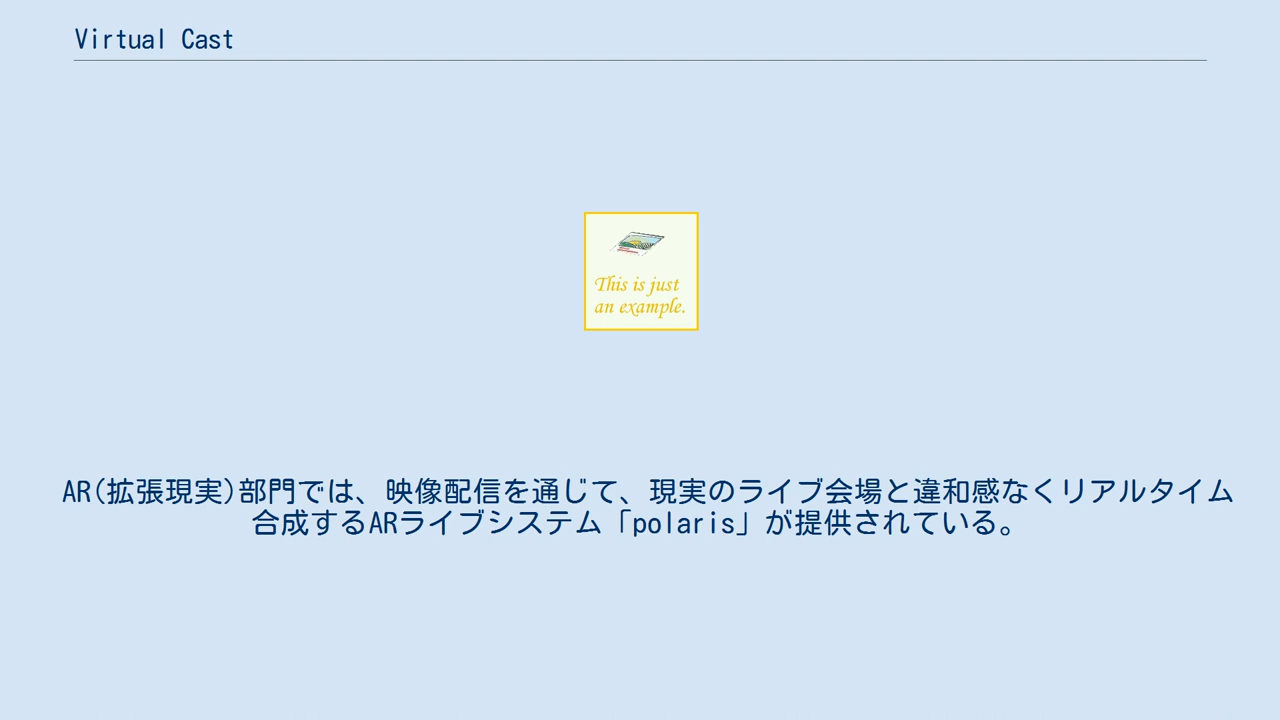 Virtual Cast
This is just
an example.
AR(拡張現実)部門では、映像配信を通じて、現実のライブ会場と違和感なくリアルタイム
合成するARライブシステム「polaris」が提供されている。